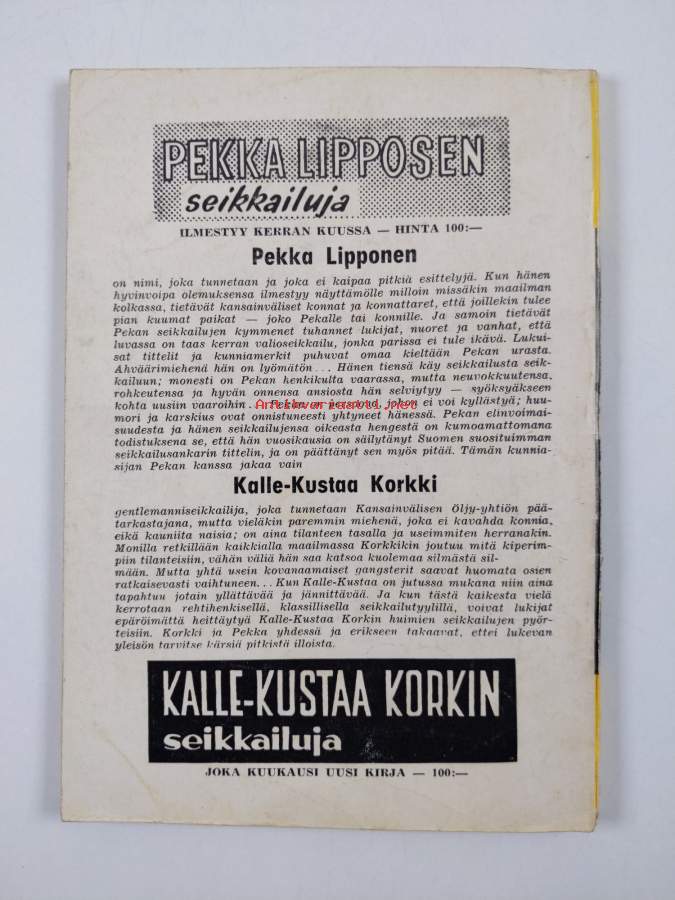 PEKKA LIPPOSEN
seikkailuja
ILMESTYY KERRAN KUUSSA — HINTA 100:—
Pekka Lipponen
on nimi, joka tunnetaan ja joka ei kaipaa pitkiä esittelyjä. Kun hänen
hyvinvoipa olemuksensa ilmestyy näyttämölle milloin missäkin maailman
kolkassa, tietävät kansainväliset konnat ja konnattaret, että joillekin tulee
pian kuumat paikat — joko Pekalle tai konnille. Ja samoin tietävät
Pekan seikkailujen kymmenet tuhannet lukijat, nuoret ja vanhat, että
luvassa on taas kerran valioseikkailu, jonka parissa ei tule ikävä. Lukui-
sat tittelit ja kunniamerkit puhuvat omaa kieltään Pekan urasta.
Ahväärimiehenä hän on lyömätön... Hänen tiensä käy seikkailusta seik-
kailuun; monesti on Pekan henkikulta vaarassa, mutta neuvokkuutensa,
rohkeutensa ja hyvän onnensa ansiosta hän selviytyy — syöksyäkseen
kohta uusiin vaaroihin... Pekka on persoona, johon ei voi kyllästyä; huu-
Antikvariaatti.net
mori ja karskius ovat onnistuneesti yhtyneet hänessä. Pekan elinvoimai-
suudesta ja hänen seikkailujensa oikeasta hengestä on kumoamattomana
todistuksena se, että hän vuosikausia on säilyttänyt Suomen suosituimman
seikkailusankarin tittelin, ja on päättänyt sen myös pitää. Tämän kunnia-
sijan Pekan kanssa jakaa vain
Kalle-Kustaa Korkki
gentlemanniseikkailija, joka tunnetaan Kansainvälisen Öljy-yhtiön pää-
tarkastajana, mutta vieläkin paremmin miehenä, joka ei kavahda konnia,
eikä kauniita naisia; on aina tilanteen tasalla ja useimmiten herranakin.
Monilla retkillään kaikkialla maailmassa Korkkikin joutuu mitä kiperim-
piin tilanteisiin, vähän väliä hän saa katsoa kuolemaa silmästä sil-
mään. Mutta yhtä usein kovanaamaiset gangsterit saavat huomata osien
ratkaisevasti vaihtuneen... Kun Kalle-Kustaa on jutussa mukana niin aina
tapahtuu jotain yllättävää ja jännittävää. Ja kun tästä kaikesta vielä
kerrotaan rehtihenkisellä, klassillisella seikkailutyylillä, voivat lukijat
epäröimättä heittäytyä Kalle-Kustaa Korkin huimien seikkailujen pyör-
teisiin. Korkki ja Pekka yhdessä ja erikseen takaavat, ettei lukevan
yleisön tarvitse kärsiä pitkistä illoista.
KALLE-KUSTAA KORKIN
seikkailuja
JOKA KUUKAUSI UUSI KIRJA — 100:—